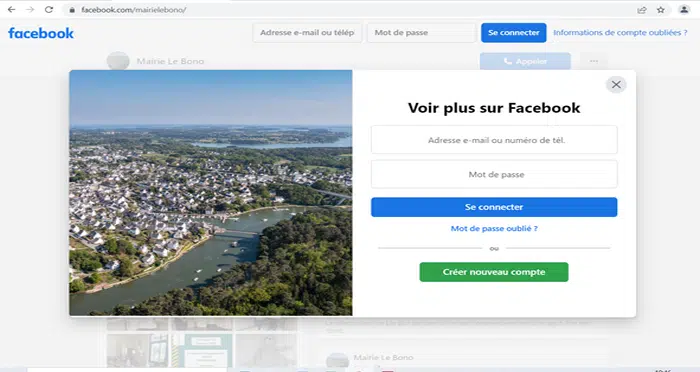 facebook.com/mairielebono/
facebook
Adresse e-mail ou télép
Mot de passe
Se connecter
Informations de compte oubliées ?
Mairie Le Bono
Appeler
Voir plus sur Facebook
Adresse e-mail ou numéro de tél.
Mot de passe
Se connecter
Mot de passe oublié ?
ou
Créer nouveau compte
Mairie Le Bono